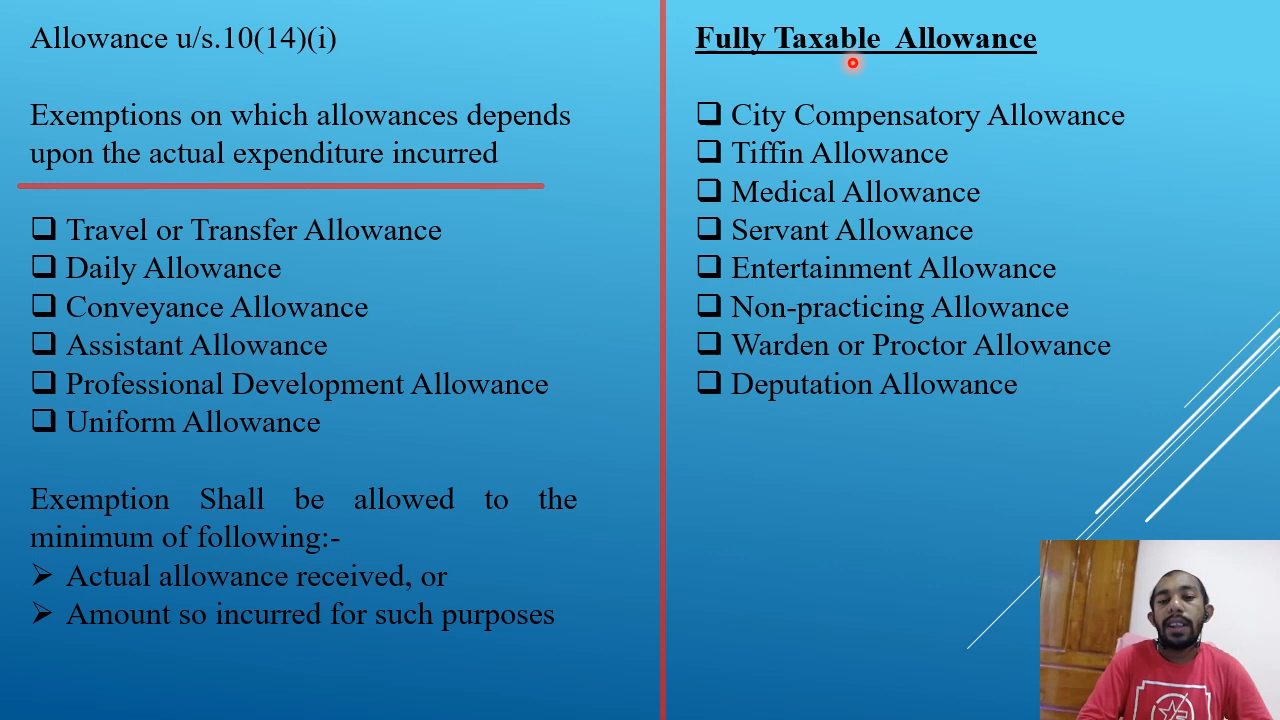 Allowance u/s.10(14)(i)
Exemptions on which allowances depends
upon the actual expenditure incurred
Travel or Transfer Allowance
Daily Allowance
Conveyance Allowance
Assistant Allowance
Professional Development Allowance
Uniform Allowance
Exemption Shall be allowed to the
minimum of following:-
Actual allowance received, or
Amount so incurred for such purposes
Fully Taxable Allowance
City Compensatory Allowance
Tiffin Allowance
Medical Allowance
Servant Allowance
Entertainment Allowance
Non-practicing Allowance
Warden or Proctor Allowance
Deputation Allowance